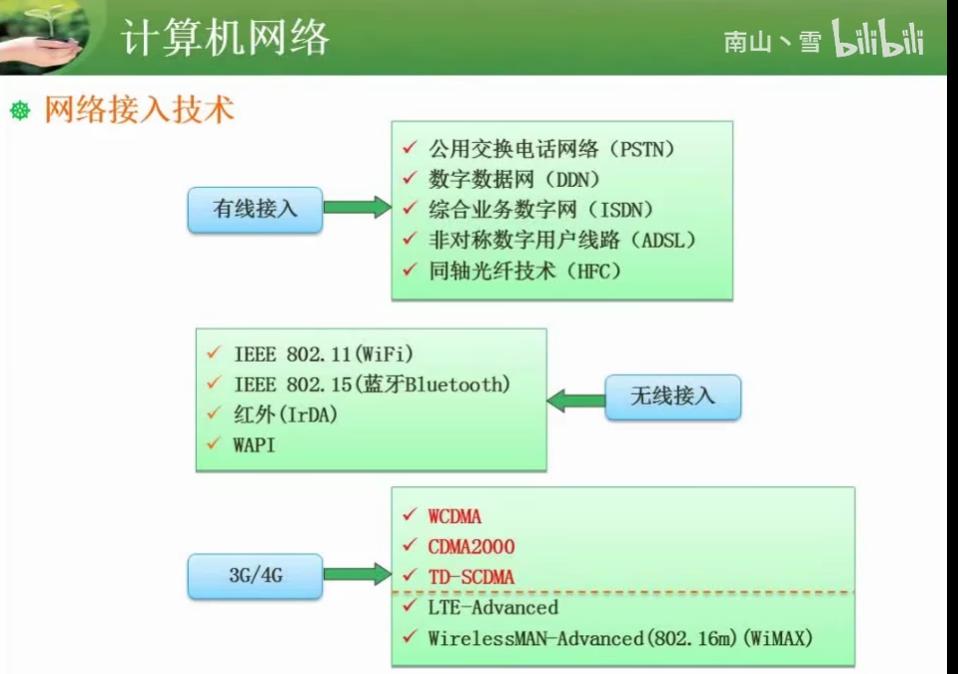 计算机网络
南山丶雪 bilibili
网络接入技术
有线接入
公用交换电话网络（PSTN）
数字数据网（DDN）
综合业务数字网（ISDN）
非对称数字用户线路（ADSL）
同轴光纤技术（HFC）
IEEE 802.11(WiFi)
IEEE 802.15(蓝牙Bluetooth)
红外(IrDA)
WAPI
无线接入
3G/4G
WCDMA
CDMA2000
TD-SCDMA
LTE-Advanced
WirelessMAN-Advanced(802.16m)(WiMAX)